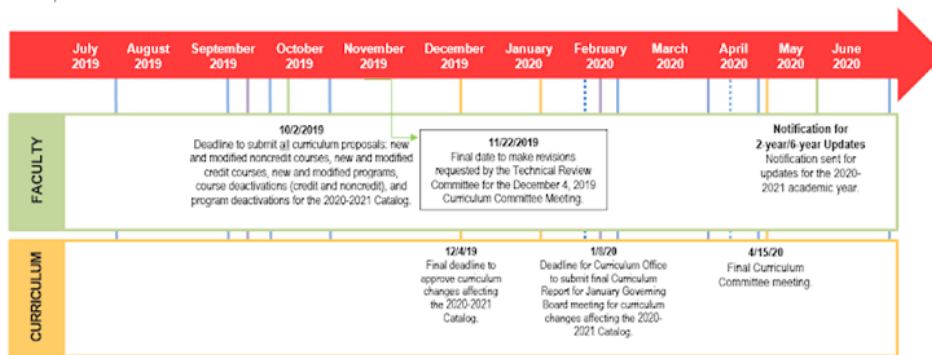 July August September October November December January February March April May June
2019 2019 2019 2019 2019 2019 2020 2020 2020 2020 2020 2020
FACULTY
10/2/2019
Deadline to submit all curriculum proposals: new
and modified noncredit courses, new and modified
credit courses, new and modified programs,
course deactivations (credit and noncredit), and
program deactivations for the 2020-2021 Catalog.
11/22/2019
Final date to make revisions
requested by the Technical Review
Committee for the December 4, 2019
Curriculum Committee Meeting.
Notification for
2-year/6-year Updates
Notification sent for
updates for the 2020-
2021 academic year.
CURRICULUM
12/4/19
Final deadline to
approve curriculum
changes affecting
the 2020-2021
Catalog.
1/8/20
Deadline for Curriculum Office
to submit final Curriculum
Report for January Governing
Board meeting for curriculum
changes affecting the 2020-
2021 Catalog.
4/15/20
Final Curriculum
Committee meeting.